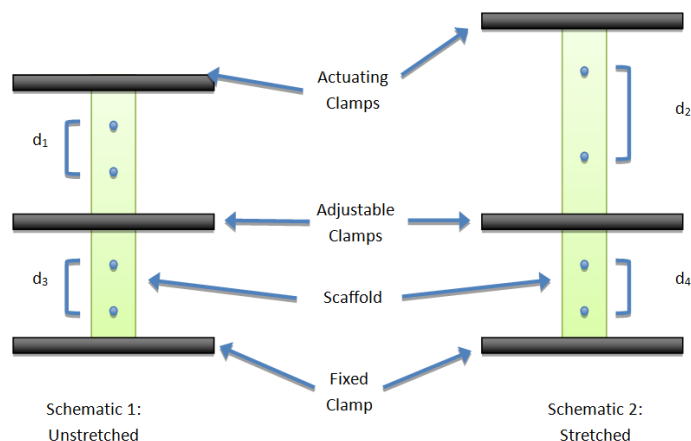 Actuating
Clamps
d1
d2
Adjustable
Clamps
d3
d4
Scaffold
Fixed
Clamp
Schematic 1:
Unstretched
Schematic 2:
Stretched